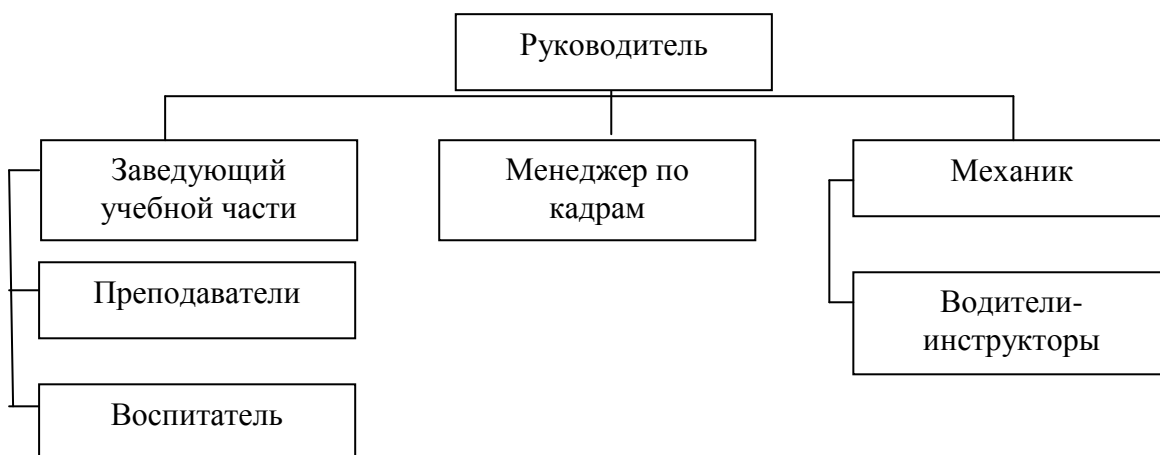 Руководитель
Заведующий
учебной части
Менеджер по
кадрам
Механик
Преподаватели
Водители-
инструкторы
Воспитатель